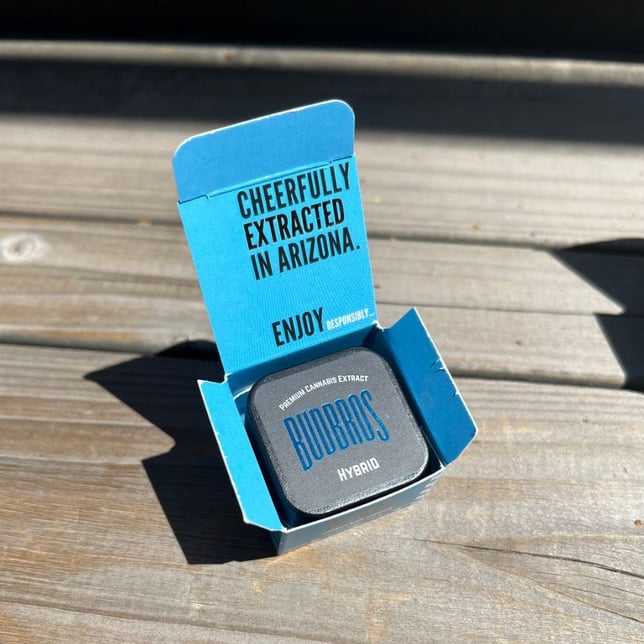 CHEERFULLY
EXTRACTED
IN ARIZONA.
ENJOY RESPONSIBLY...
PREMIUM CANNABIS EXTRACT
BUDBROS
HYBRID